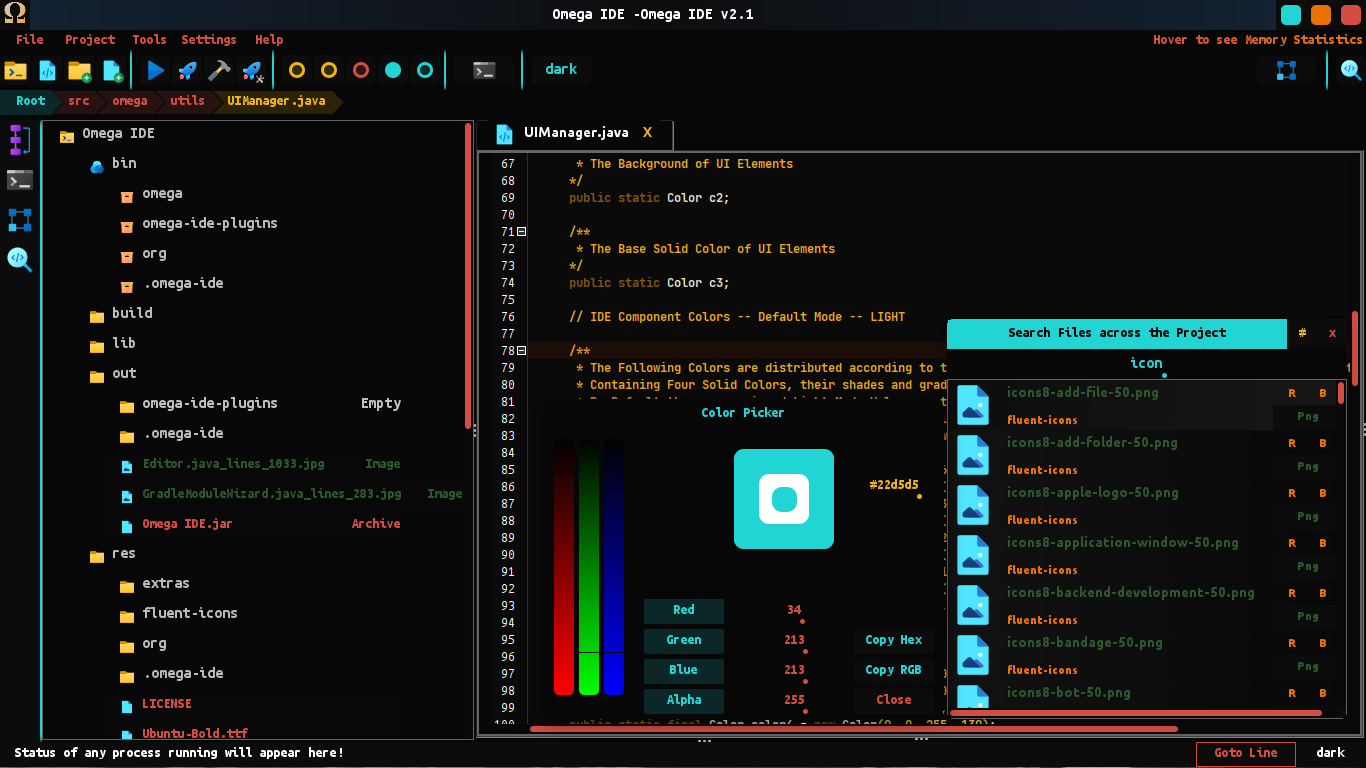 Omega IDE -Omega IDE v2.1
File Project Tools Settings Help
Hover to see Memory Statistics
dark
Root src omega utils UIManager.java
Omega IDE
bin
omega
omega-ide-plugins
org
.omega-ide
build
lib
out
omega-ide-plugins Empty
.omega-ide
Editor.java_lines_1033.jpg Image
GradleModuleWizard.java_lines_283.jpg Image
Omega IDE.jar Archive
res
extras
fluent-icons
org
.omega-ide
LICENSE
Ubuntu-Bold.ttf
UIManager.java X
67 * The Background of UI Elements
68 */
69 public static Color c2;
70
71 /**
72 * The Base Solid Color of UI Elements
73 */
74 public static Color c3;
75
76 // IDE Component Colors -- Default Mode -- LIGHT
77
78 /**
79 * The Following Colors are distributed according to t
80 * Containing Four Solid Colors, their shades and grad
81
82
83
84
85
86
87
88
89
90
91
92
93
94
95
96
97
98
99
100
Color Picker
#22d5d5
Red 34
Green 213 Copy Hex
Blue 213 Copy RGB
Alpha 255 Close
Search Files across the Project # x
icon
icons8-add-file-50.png R B
fluent-icons Png
icons8-add-folder-50.png R B
fluent-icons Png
icons8-apple-logo-50.png R B
fluent-icons Png
icons8-application-window-50.png R B
fluent-icons Png
icons8-backend-development-50.png R B
fluent-icons Png
icons8-bandage-50.png R B
fluent-icons Png
icons8-bot-50.png R B
Status of any process running will appear here!
Goto Line dark